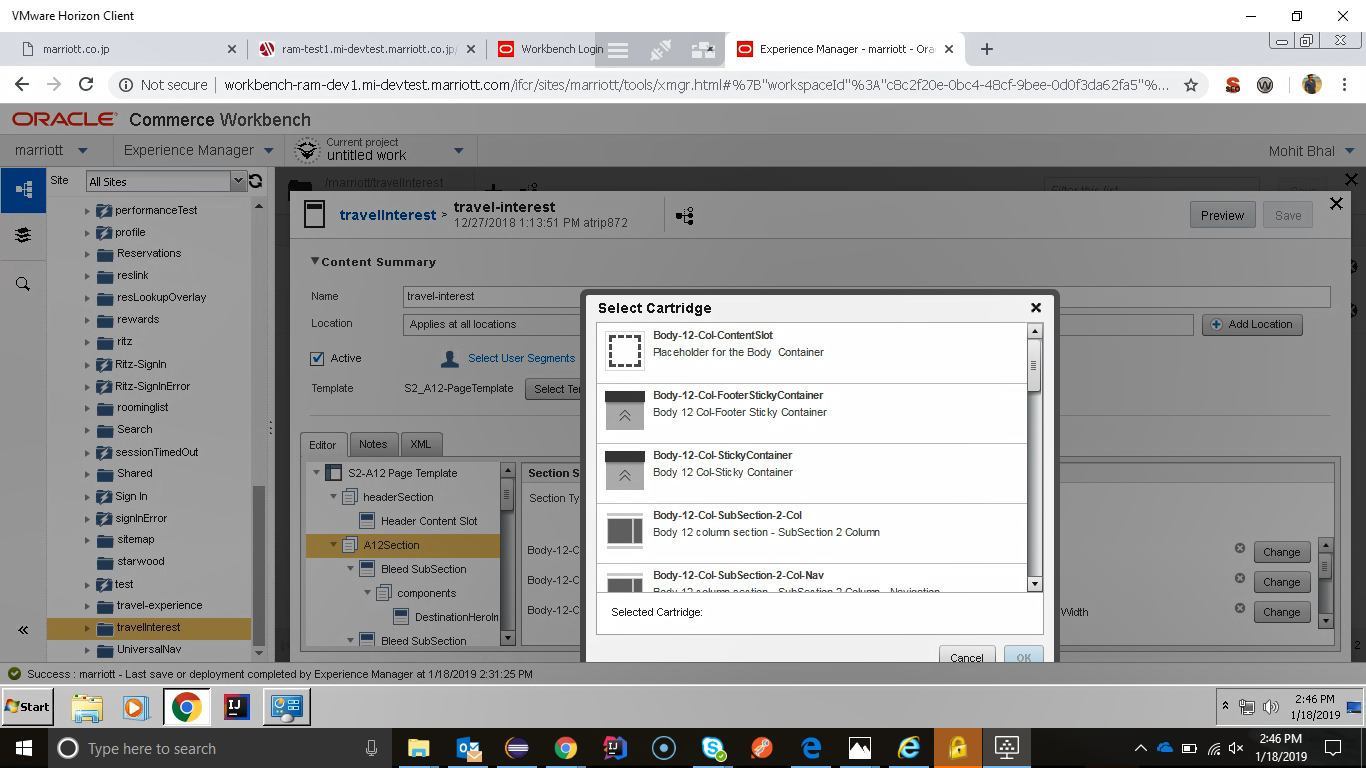 VMware Horizon Client
marriott.co.jp
ram-test1.mi-devtest.marriott.co.jp/
Workbench Login
Experience Manager - marriott - Ora
Not secure | workbench-ram-dev1.mi-devtest.marriott.com/ifcr/sites/marriott/tools/xmgr.html#%7B"workspaceId"%3A"c8c2f20e-0bc4-48cf-9bee-0d0f3da62fa5"%...
ORACLE Commerce Workbench
marriott
Experience Manager
Current project
untitled work
Mohit Bhal
Site
All Sites
/marriott/travelInterest
Filter this list
performanceTest
profile
Reservations
reslink
resLookupOverlay
rewards
ritz
Ritz-SignIn
Ritz-SignInError
roominglist
Search
sessionTimedOut
Shared
Sign In
signInError
sitemap
starwood
test
travel-experience
travelInterest
UniversalNav
travelInterest > travel-interest
12/27/2018 1:13:51 PM atrip872
Preview
Save
Content Summary
Name
travel-interest
Location
Applies at all locations
Add Location
Active
Select User Segments
Template
S2_A12-PageTemplate
Select Te
Editor
Notes
XML
S2-A12 Page Template
headerSection
Header Content Slot
A12Section
Bleed SubSection
components
DestinationHeroIn
Bleed SubSection
Section S
Section Ty
Body-12-C
Change
Body-12-C
Change
Body-12-C
Width
Change
2
Select Cartridge
Body-12-Col-ContentSlot
Placeholder for the Body Container
Body-12-Col-FooterStickyContainer
Body 12 Col-Footer Sticky Container
Body-12-Col-StickyContainer
Body 12 Col-Sticky Container
Body-12-Col-SubSection-2-Col
Body 12 column section - SubSection 2 Column
Body-12-Col-SubSection-2-Col-Nav
Body 12 column section - SubSection 2 Column - Navigation
Selected Cartridge:
Cancel
OK
Success : marriott - Last save or deployment completed by Experience Manager at 1/18/2019 2:31:25 PM
Start
2:46 PM
1/18/2019
Type here to search
2:46 PM
1/18/2019